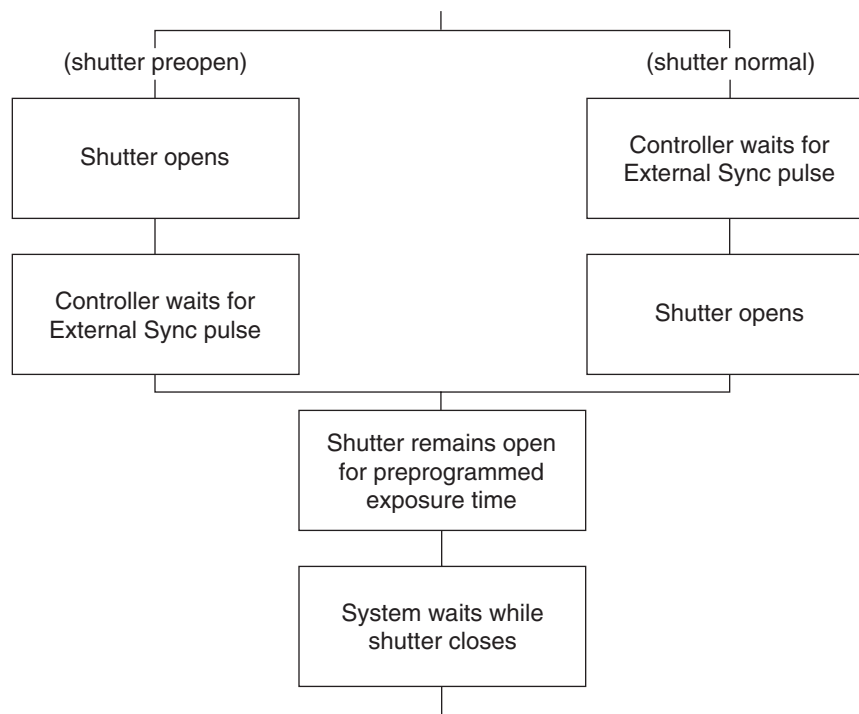 (shutter preopen)
(shutter normal)
Shutter opens
Controller waits for
External Sync pulse
Controller waits for
External Sync pulse
Shutter opens
Shutter remains open
for preprogrammed
exposure time
System waits while
shutter closes